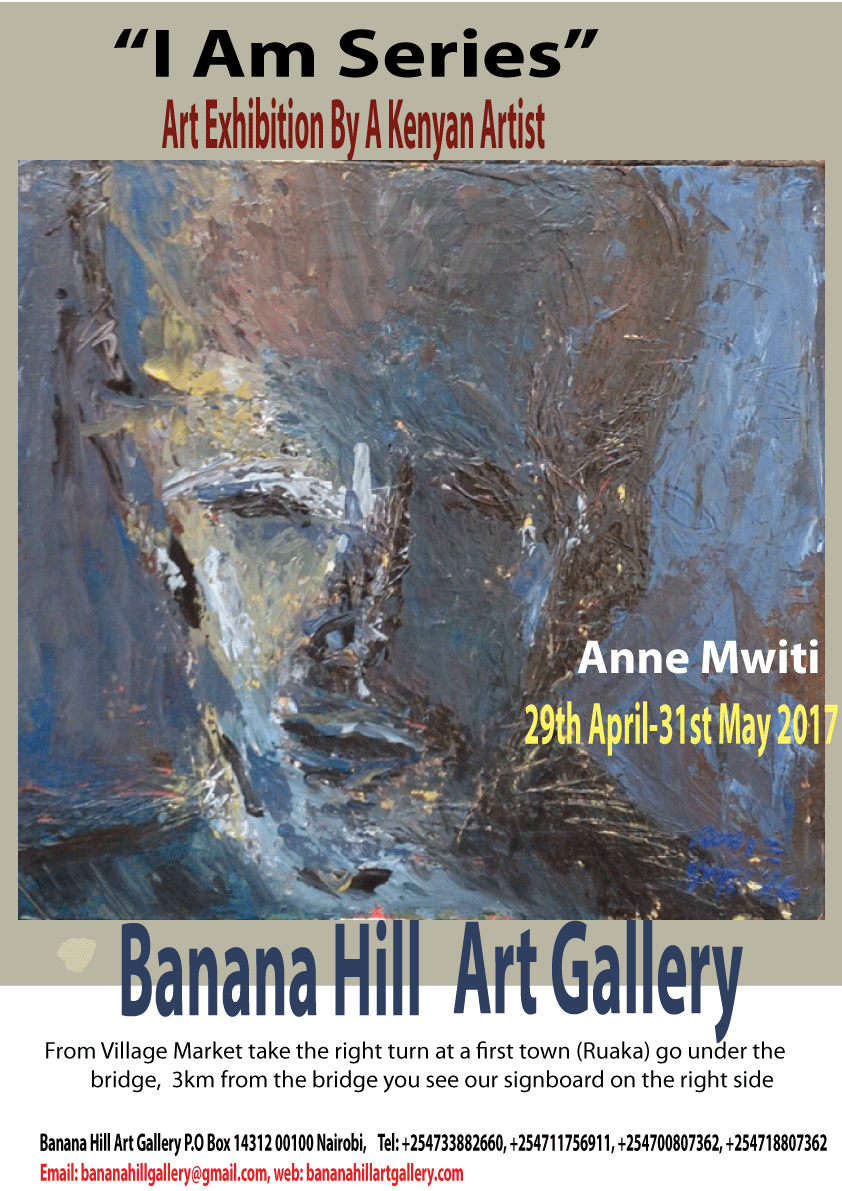 “I Am Series”
Art Exhibition By A Kenyan Artist
Anne Mwiti
29th April-31st May 2017
Banana Hill Art Gallery
From Village Market take the right turn at a first town (Ruaka) go under the
bridge, 3km from the bridge you see our signboard on the right side
Banana Hill Art Gallery P.O Box 14312 00100 Nairobi, Tel: +254733882660, +254711756911, +254700807362, +254718807362
Email: bananahillgallery@gmail.com, web: bananahillartgallery.com